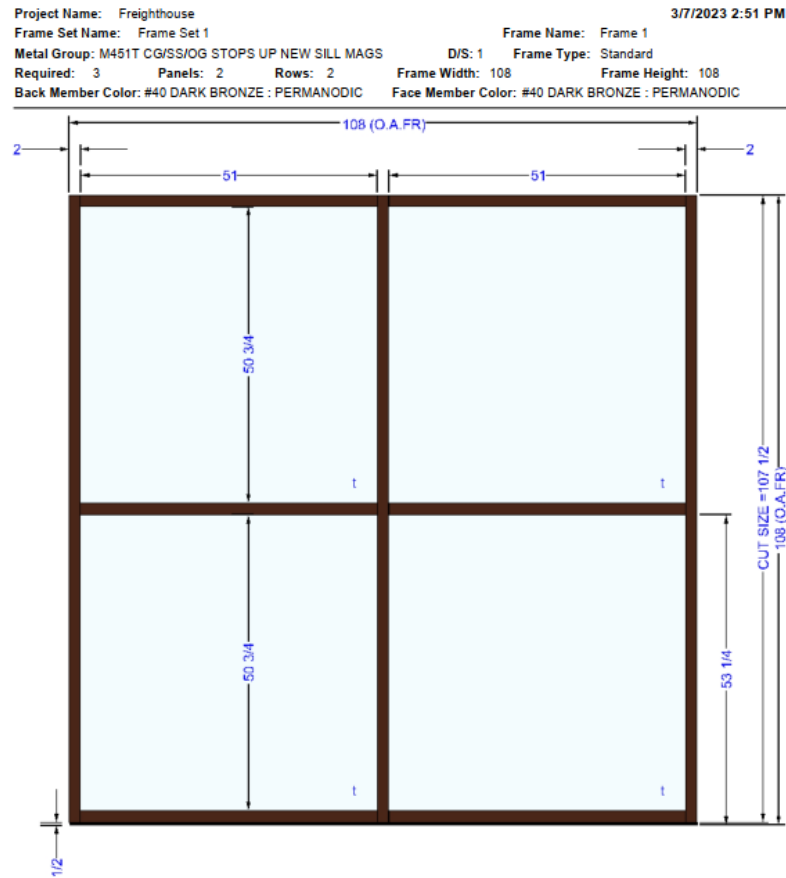 Project Name: Freighthouse 3/7/2023 2:51 PM
Frame Set Name: Frame Set 1 Frame Name: Frame 1
Metal Group: M451T CG/SS/OG STOPS UP NEW SILL MAGS D/S: 1 Frame Type: Standard
Required: 3 Panels: 2 Rows: 2 Frame Width: 108 Frame Height: 108
Back Member Color: #40 DARK BRONZE : PERMANODIC Face Member Color: #40 DARK BRONZE : PERMANODIC
108 (O.A.FR)
2 2
51 51
50 3/4
t t
CUT SIZE =107 1/2
108 (O.A.FR)
50 3/4
53 1/4
t t
1/2